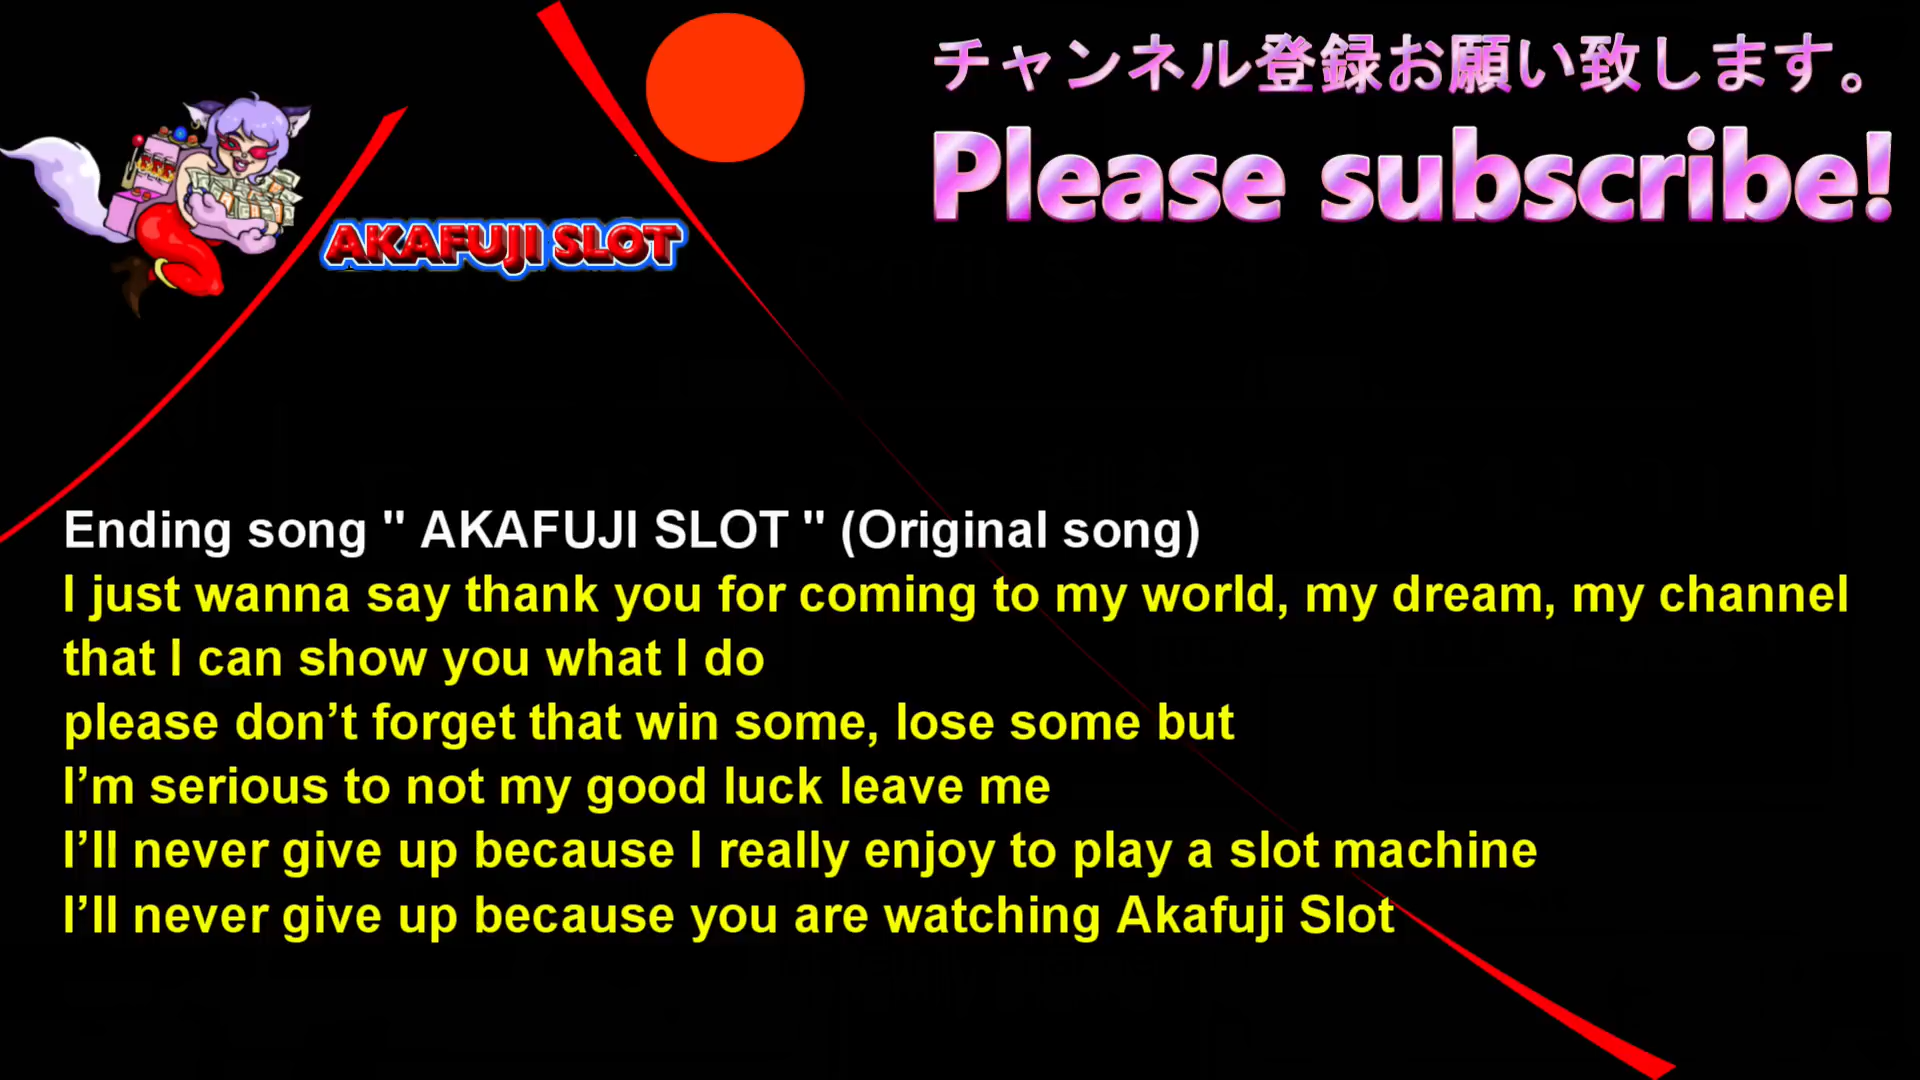 チャンネル登録お願い致します。
Please subscribe!
AKAFUJI SLOT
Ending song " AKAFUJI SLOT " (Original song)
I just wanna say thank you for coming to my world, my dream, my channel
that I can show you what I do
please don’t forget that win some, lose some but
I’m serious to not my good luck leave me
I’ll never give up because I really enjoy to play a slot machine
I’ll never give up because you are watching Akafuji Slot